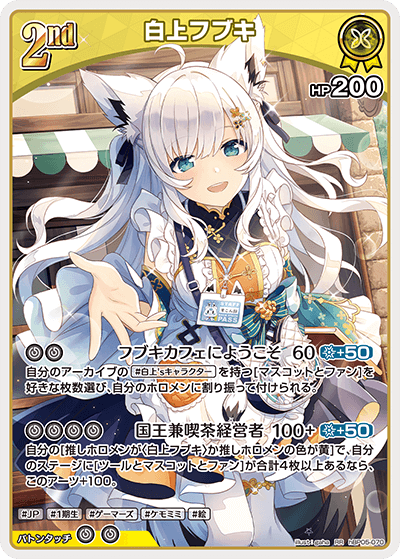 2nd
白上フブキ
HP200
STAFF
PASS
フブキカフェにようこそ 60 +50
自分のアーカイブの[#白上'sキャラクター]を持つ[マスコットとファン]を
好きな枚数選び、自分のホロメンに割り振って付けられる。
国王兼喫茶経営者 100+ +50
自分の[推しホロメンが〈白上フブキ〉か推しホロメンの色が黄]で、自分
のステージに[ツールとマスコットとファン]が合計4枚以上あるなら、
このアーツ+100。
#JP #1期生 #ゲーマーズ #ケモミミ #絵
バトンタッチ
illust: guha RR hBP05-070